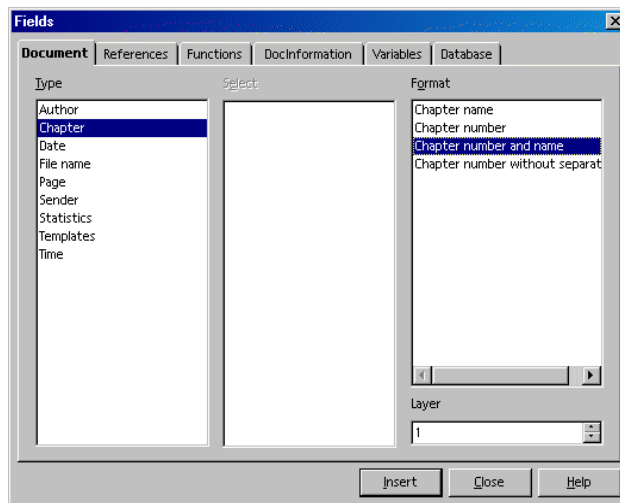 Fields
Document References Functions DocInformation Variables Database
Type
Author
Chapter
Date
File name
Page
Sender
Statistics
Templates
Time
Select
Format
Chapter name
Chapter number
Chapter number and name
Chapter number without separat
Layer
1
Insert Close Help